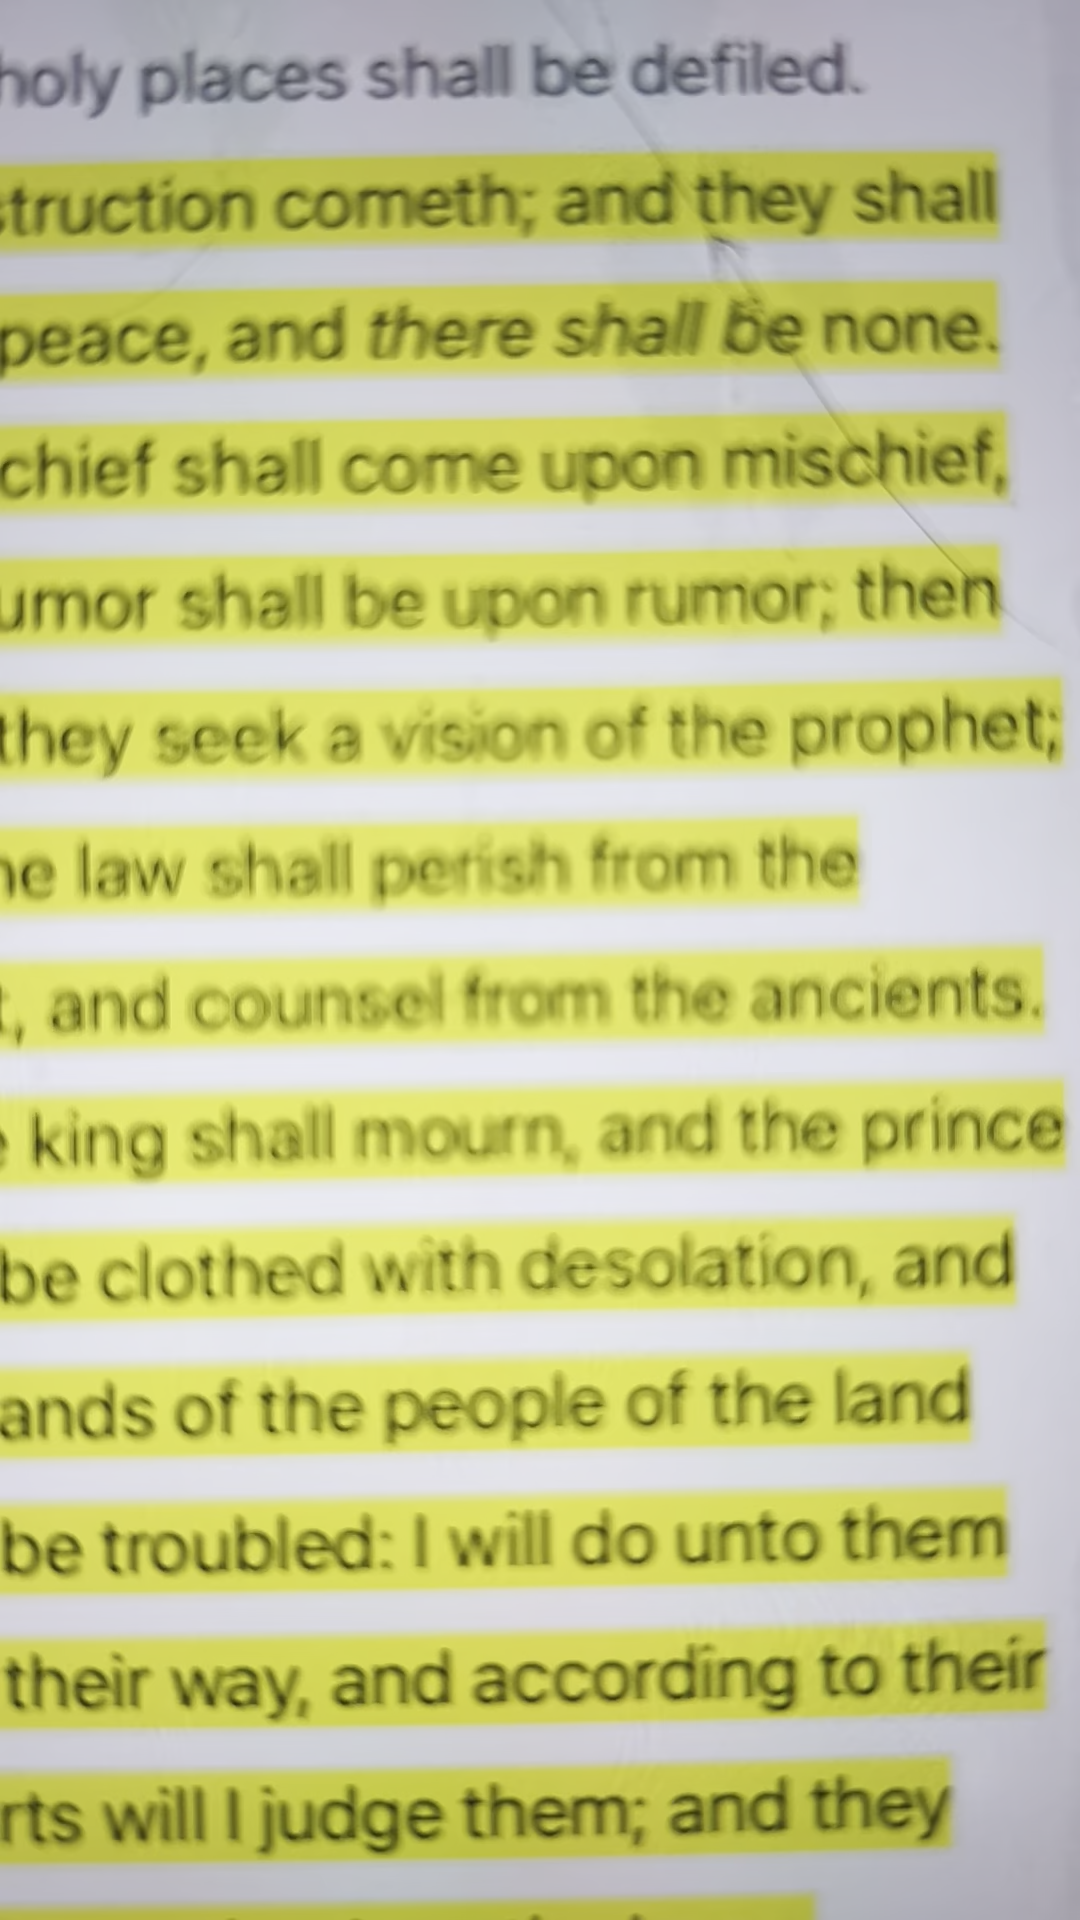 holy places shall be defiled.
struction cometh; and they shall
peace, and there shall be none.
chief shall come upon mischief,
umor shall be upon rumor; then
they seek a vision of the prophet;
he law shall perish from the
t, and counsel from the ancients.
e king shall mourn, and the prince
be clothed with desolation, and
ands of the people of the land
be troubled: I will do unto them
their way, and according to their
rts will I judge them; and they